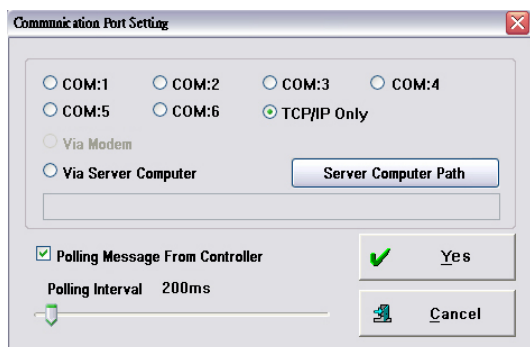 Communication Port Setting
COM:1 COM:2 COM:3 COM:4
COM:5 COM:6 TCP/IP Only
Via Modem
Via Server Computer Server Computer Path
Polling Message From Controller
Yes
Polling Interval 200ms
Cancel